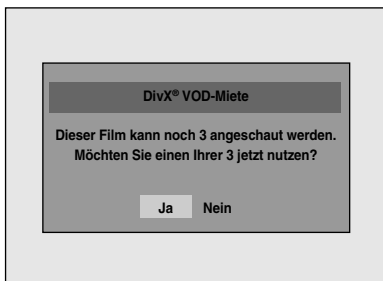 DivX® VOD-Miete
Dieser Film kann noch 3 angeschaut werden.
Möchten Sie einen Ihrer 3 jetzt nutzen?
Ja Nein